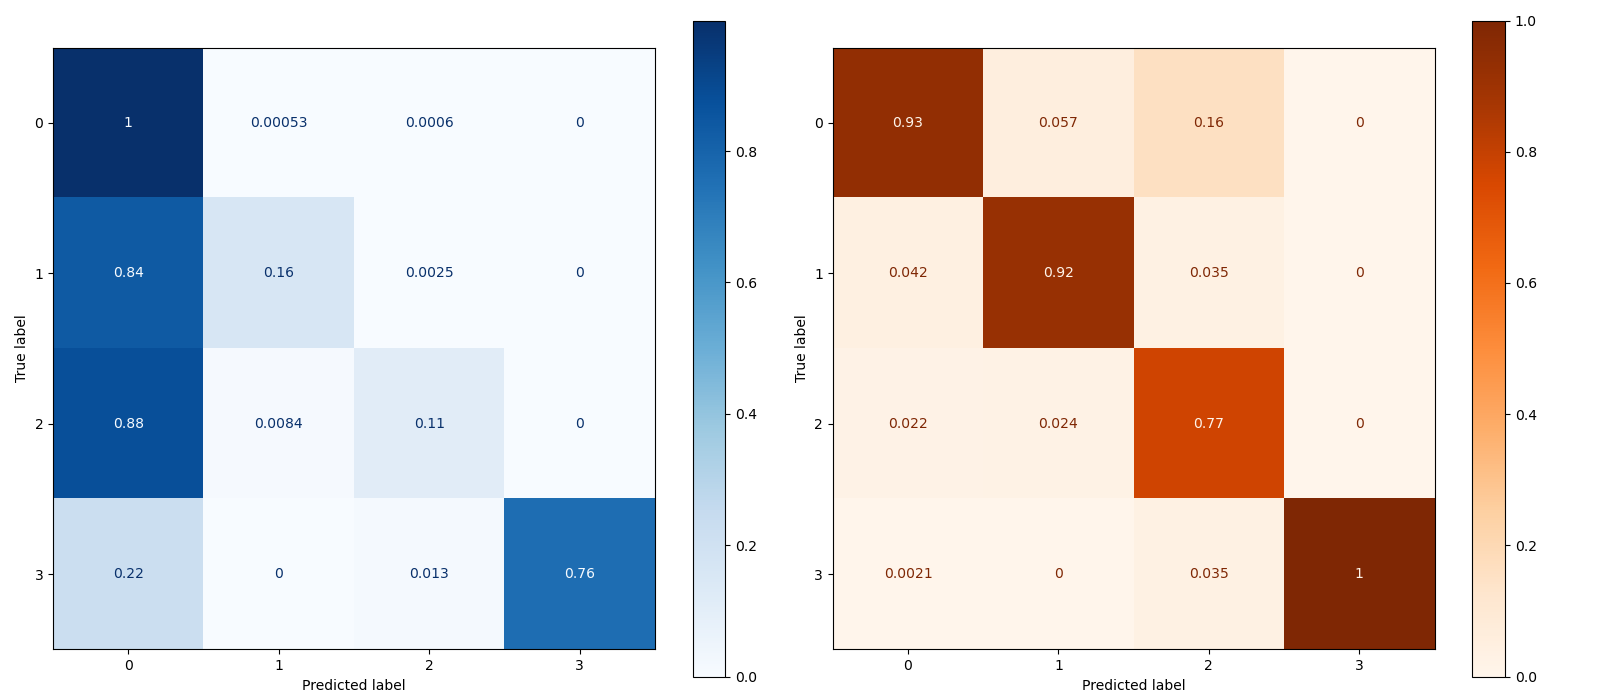 0 1 0.00053 0.0006 0
1 0.84 0.16 0.0025 0
2 0.88 0.0084 0.11 0
3 0.22 0 0.013 0.76
0 1 2 3
True label
Predicted label
0.8
0.6
0.4
0.2
0.0
0 0.93 0.057 0.16 0
1 0.042 0.92 0.035 0
2 0.022 0.024 0.77 0
3 0.0021 0 0.035 1
0 1 2 3
True label
Predicted label
1.0
0.8
0.6
0.4
0.2
0.0